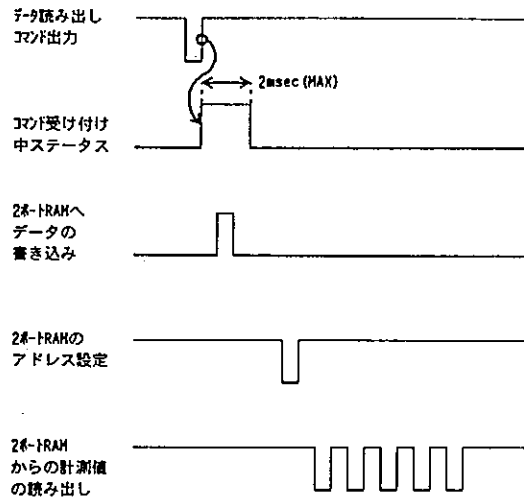 データ読み出し
コマンド出力
2msec(MAX)
コマンド受け付け
中ステータス
2ポートRAMへ
データの
書き込み
2ポートRAMの
アドレス設定
2ポートRAM
からの計測値
の読み出し